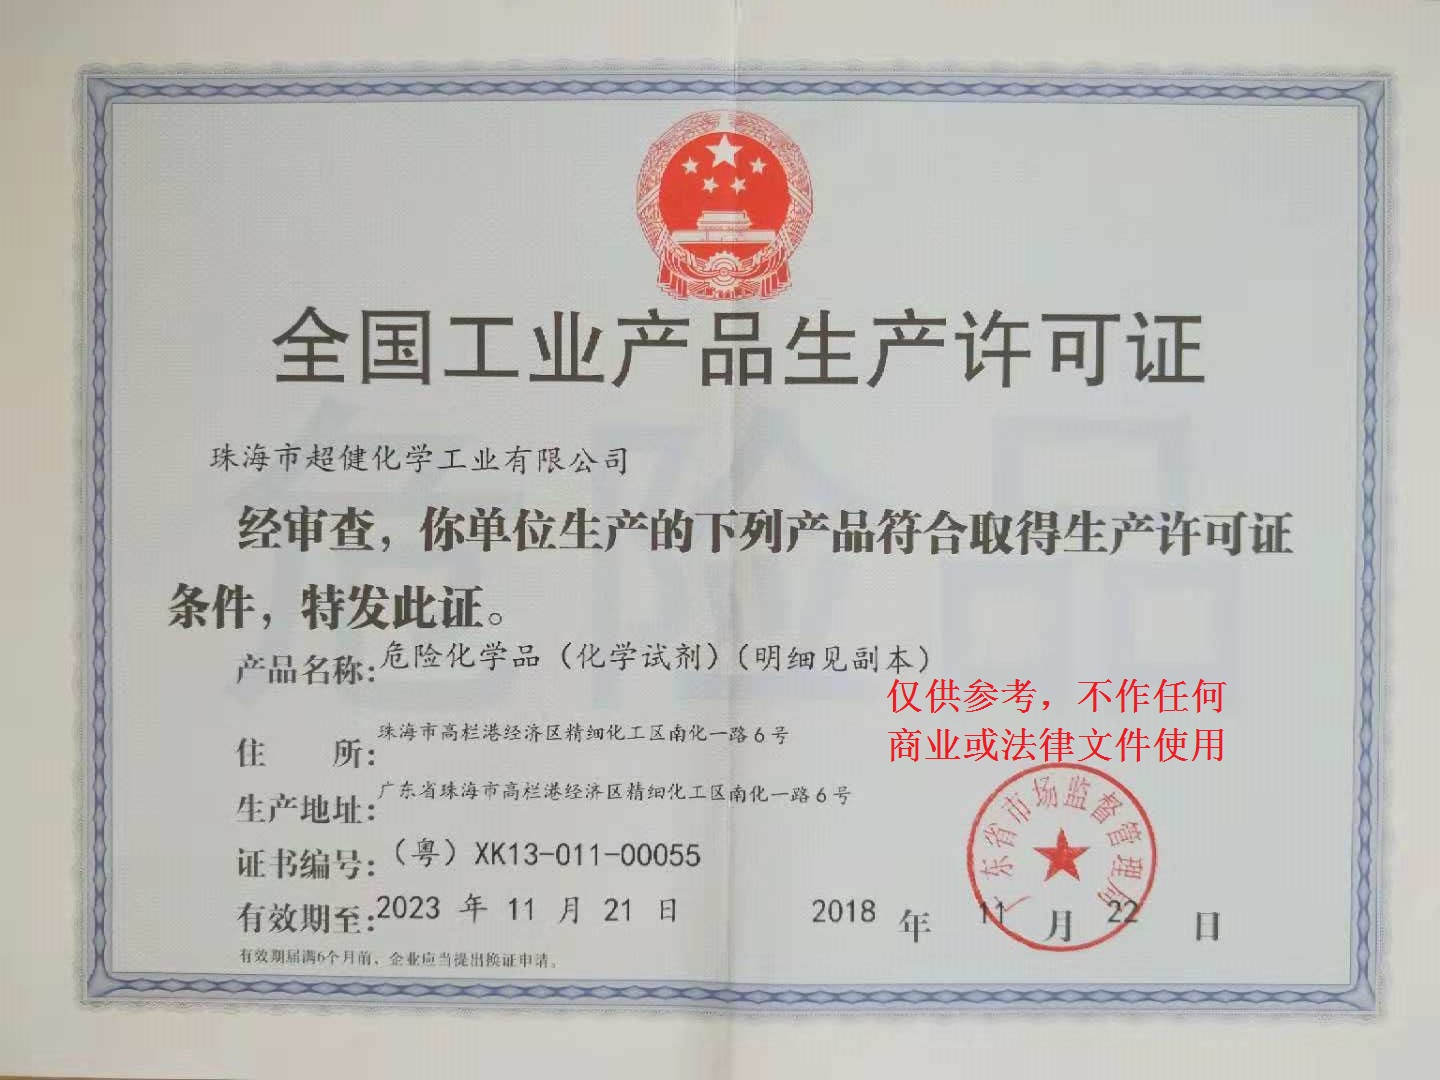 全国工业产品生产许可证
珠海市超健化学工业有限公司
经审查，你单位生产的下列产品符合取得生产许可证
条件，特发此证。
产品名称：危险化学品（化学试剂）（明细见副本）
仅供参考，不作任何
商业或法律文件使用
住 所：珠海市高栏港经济区精细化工区南化一路6号
生产地址：广东省珠海市高栏港经济区精细化工区南化一路6号
证书编号：（粤）XK13-011-00055
有效期至：2023 年 11 月 21 日
2018 年 11 月 22 日
广东省市场监督管理局
有效期届满6个月前、企业应当提出换证申请。
危险品